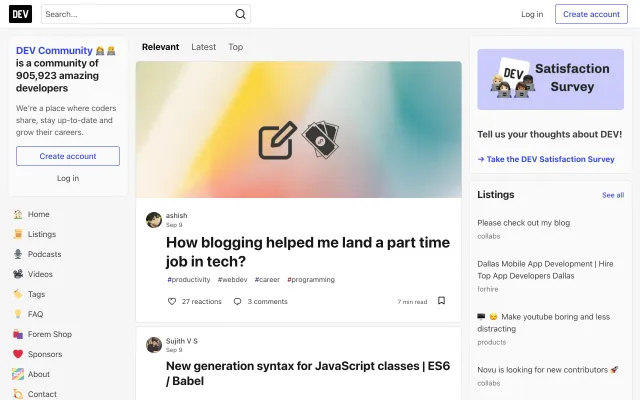 DEV
Search...
Log in
Create account
DEV Community 👩‍💻👨‍💻
is a community of
905,923 amazing
developers
We're a place where coders
share, stay up-to-date and
grow their careers.
Create account
Log in
Home
Listings
Podcasts
Videos
Tags
FAQ
Forem Shop
Sponsors
About
Contact
Relevant
Latest
Top
ashish
Sep 9
How blogging helped me land a part time
job in tech?
#productivity #webdev #career #programming
27 reactions
3 comments
7 min read
Sujith V S
Sep 9
New generation syntax for JavaScript classes | ES6
/ Babel
DEV
Satisfaction
Survey
Tell us your thoughts about DEV!
→ Take the DEV Satisfaction Survey
Listings
See all
Please check out my blog
collabs
Dallas Mobile App Development | Hire
Top App Developers Dallas
forhire
🖥️ 😏 Make youtube boring and less
distracting
products
Novu is looking for new contributors 🚀
collabs